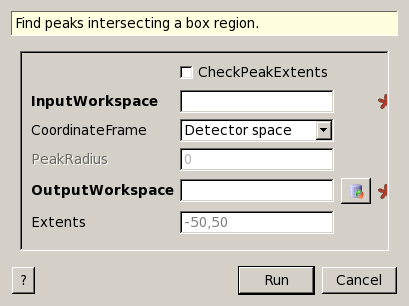 Find peaks intersecting a box region.
CheckPeakExtents
InputWorkspace
CoordinateFrame Detector space
PeakRadius 0
OutputWorkspace
Extents -50,50
? Run Cancel